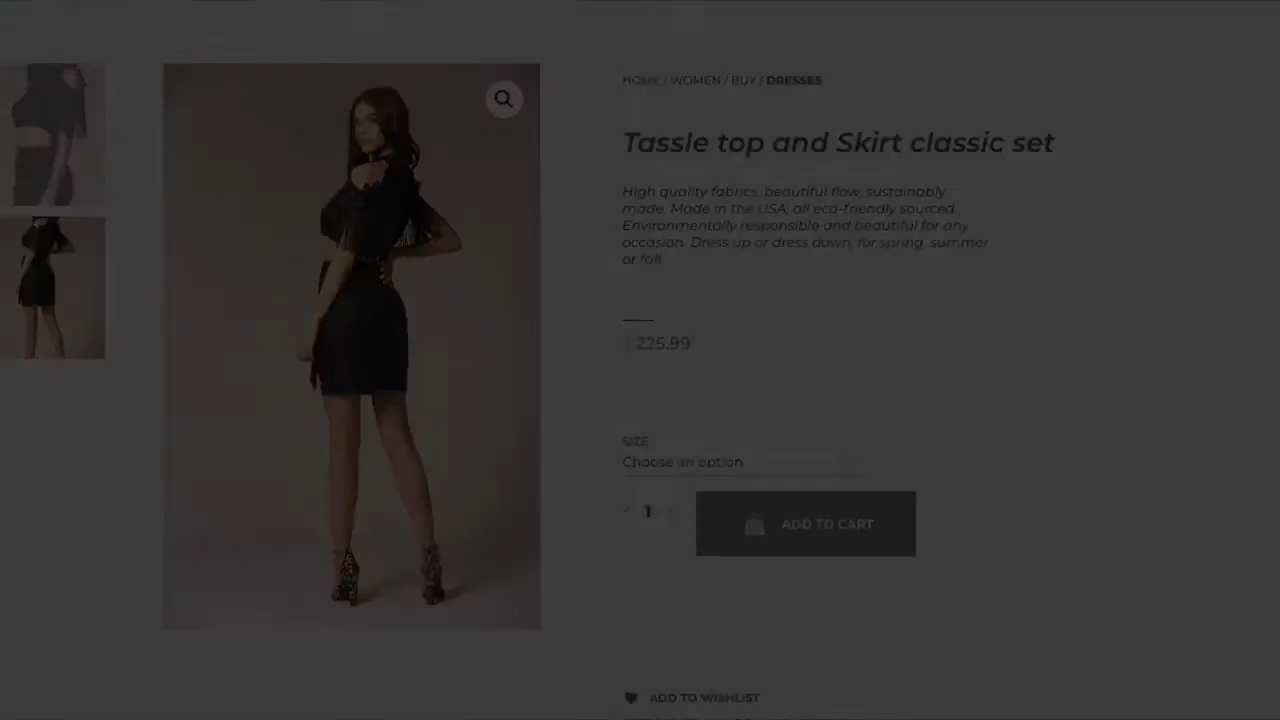 HOME / WOMEN / BUY / DRESSES
Tassle top and Skirt classic set
High quality fabrics, beautiful flow, sustainably
made. Made in the USA, all eco-friendly sourced.
Environmentally responsible and beautiful for any
occasion. Dress up or dress down, for spring, summer
or fall
225.99
SIZE
Choose an option
1
ADD TO CART
ADD TO WISHLIST